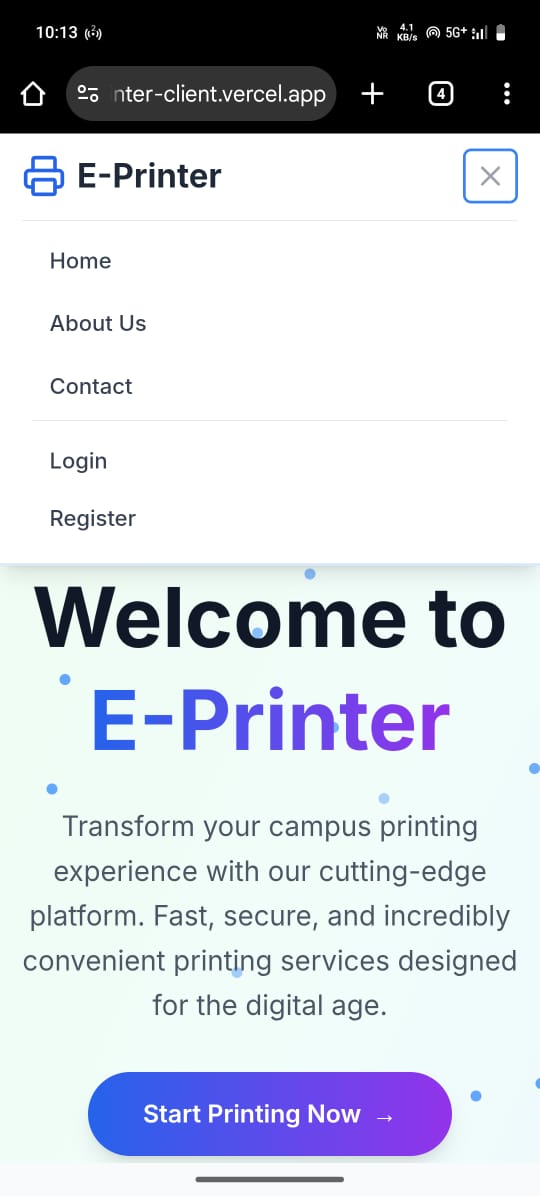 10:13
Vo
NR
4.1
KB/s
5G+
nter-client.vercel.app
4
E-Printer
Home
About Us
Contact
Login
Register
Welcome to
E-Printer
Transform your campus printing
experience with our cutting-edge
platform. Fast, secure, and incredibly
convenient printing services designed
for the digital age.
Start Printing Now →